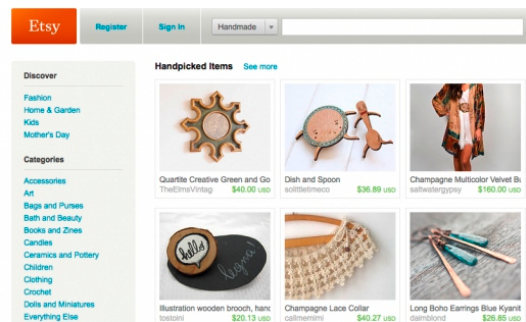 Etsy
Register
Sign In
Handmade
Discover
Fashion
Home & Garden
Kids
Mother's Day
Categories
Accessories
Art
Bags and Purses
Bath and Beauty
Books and Zines
Candles
Ceramics and Pottery
Children
Clothing
Crochet
Dolls and Miniatures
Everything Else
Handpicked Items See more
Quartite Creative Green and Go
TheElmsVintag $40.00 USD
Dish and Spoon
solittletimeco $36.89 USD
Champagne Multicolor Velvet Bu
saltwatergypsy $160.00 USD
hello
legna!
Illustration wooden brooch, hand
tostoini $20.13 USD
Champagne Lace Collar
callmemimi $40.27 USD
Long Boho Earrings Blue Kyanit
daimblond $26.85 USD